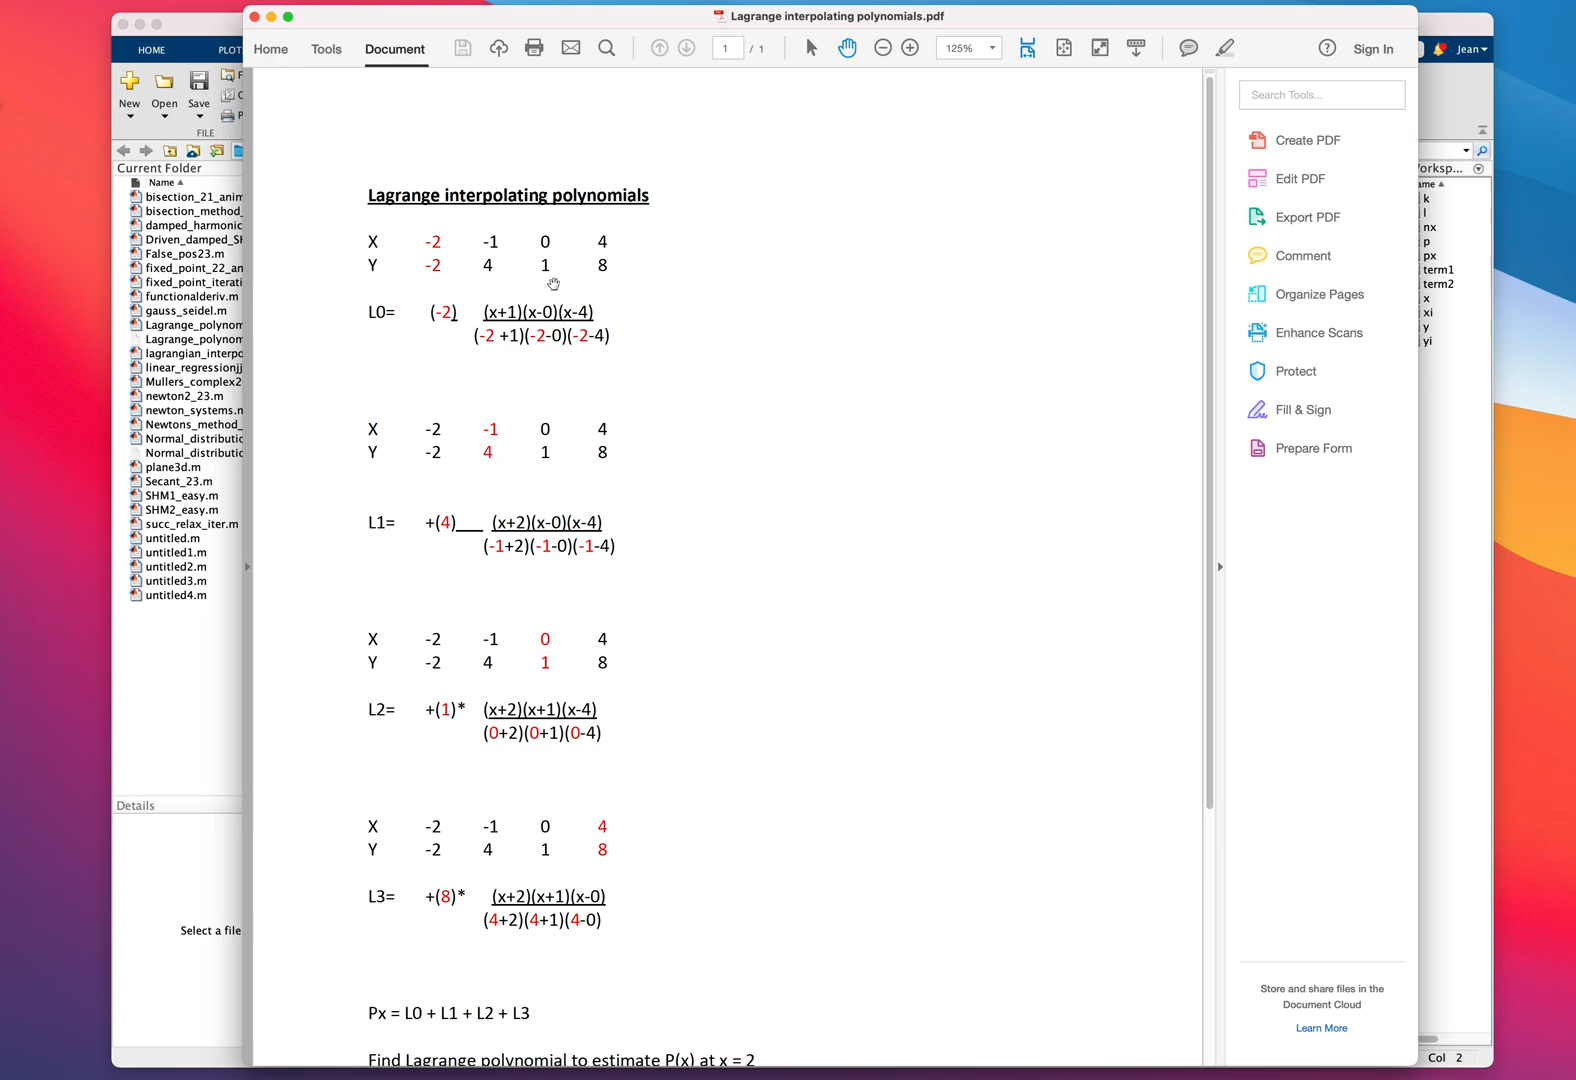 Lagrange interpolating polynomials.pdf
HOME
PLOT
Jean
Home Tools Document 1 / 1 125% Sign In
New Open Save
FILE
Current Folder
Name
bisection_21_anim
bisection_method_
damped_harmonic
Driven_damped_SH
False_pos23.m
fixed_point_22_an
fixed_point_iterati
functionalderiv.m
gauss_seidel.m
Lagrange_polynom
Lagrange_polynom
lagrangian_interpo
linear_regressionjj
Mullers_complex2
newton2_23.m
newton_systems.m
Newtons_method_
Normal_distributic
Normal_distributic
plane3d.m
Secant_23.m
SHM1_easy.m
SHM2_easy.m
succ_relax_iter.m
untitled.m
untitled1.m
untitled2.m
untitled3.m
untitled4.m
Details
Select a file
Lagrange interpolating polynomials
X -2 -1 0 4
Y -2 4 1 8
L0= (-2) (x+1)(x-0)(x-4)
(-2 +1)(-2-0)(-2-4)
X -2 -1 0 4
Y -2 4 1 8
L1= +(4)___ (x+2)(x-0)(x-4)
(-1+2)(-1-0)(-1-4)
X -2 -1 0 4
Y -2 4 1 8
L2= +(1)* (x+2)(x+1)(x-4)
(0+2)(0+1)(0-4)
X -2 -1 0 4
Y -2 4 1 8
L3= +(8)* (x+2)(x+1)(x-0)
(4+2)(4+1)(4-0)
Px = L0 + L1 + L2 + L3
Find Lagrange polynomial to estimate P(x) at x = 2
Search Tools...
Create PDF
Edit PDF
Export PDF
Comment
Organize Pages
Enhance Scans
Protect
Fill & Sign
Prepare Form
Store and share files in the
Document Cloud
Learn More
orksp...
ame
k
l
nx
p
px
term1
term2
x
xi
y
yi
Col 2